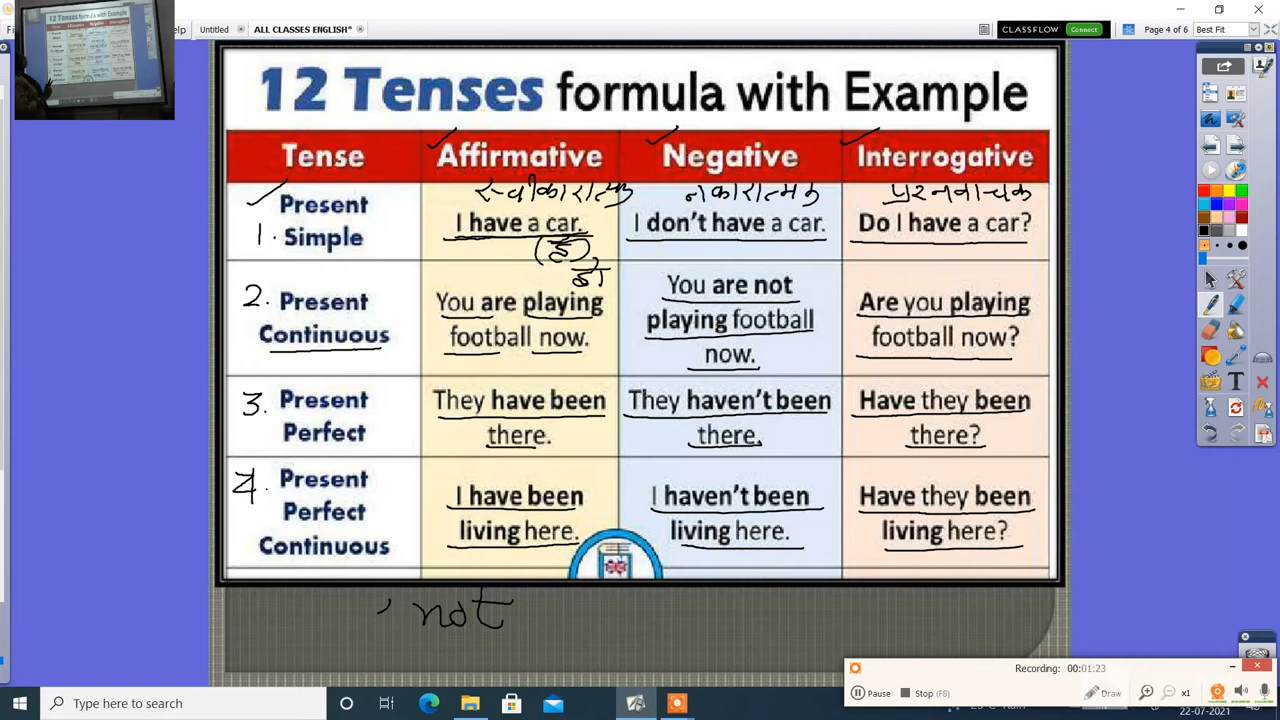 Help
Untitled
ALL CLASSES ENGLISH*
CLASSFLOW
Connect
Page 4 of 6
Best Fit
12 Tenses formula with Example
Tense Affirmative Negative Interrogative
नकारात्मक
Present Simple
1.
I have a car.
I don't have a car.
Do I have a car?
2.
Present Continuous
You are playing football now.
You are not playing football now.
Are you playing football now?
3.
Present Perfect
They have been there.
They haven't been there.
Have they been there?
4.
Present Perfect Continuous
I have been living here.
I haven't been living here.
Have they been living here?
not
Recording: 00:01:23
Pause
Stop (F8)
Draw
x1
Type here to search
22-07-2021